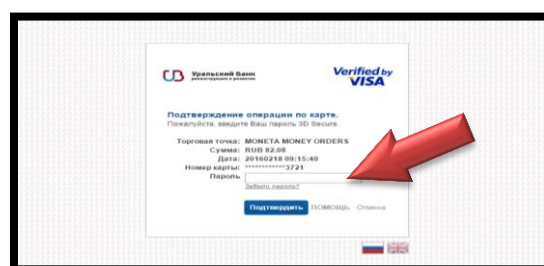 Уральский Банк
реконструкции и развития
Verified by
VISA
Подтверждение операции по карте.
Пожалуйста, введите Ваш пароль 3D Secure.
Торговая точка: MONETA MONEY ORDERS
Сумма: RUB 82.08
Дата: 20160218 09:15:40
Номер карты: ************3721
Пароль
Забыли пароль?
Подтвердить ПОМОЩЬ Отмена